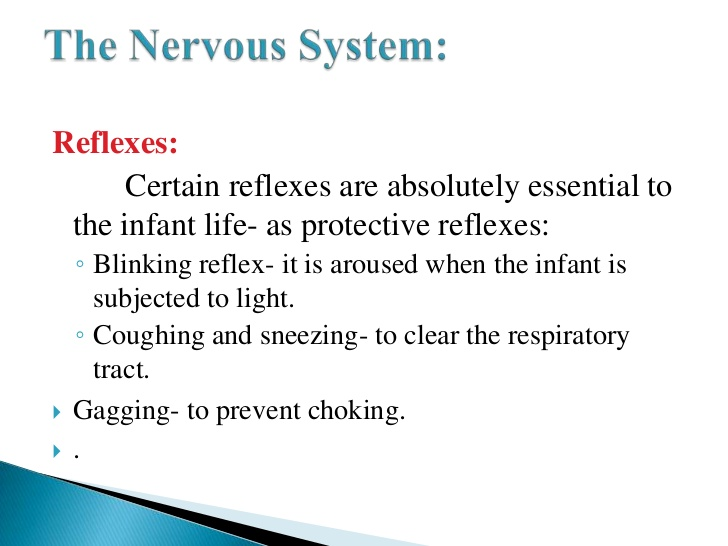 The Nervous System:
Reflexes:
Certain reflexes are absolutely essential to
the infant life- as protective reflexes:
◦ Blinking reflex- it is aroused when the infant is
subjected to light.
◦ Coughing and sneezing- to clear the respiratory
tract.
Gagging- to prevent choking.
.